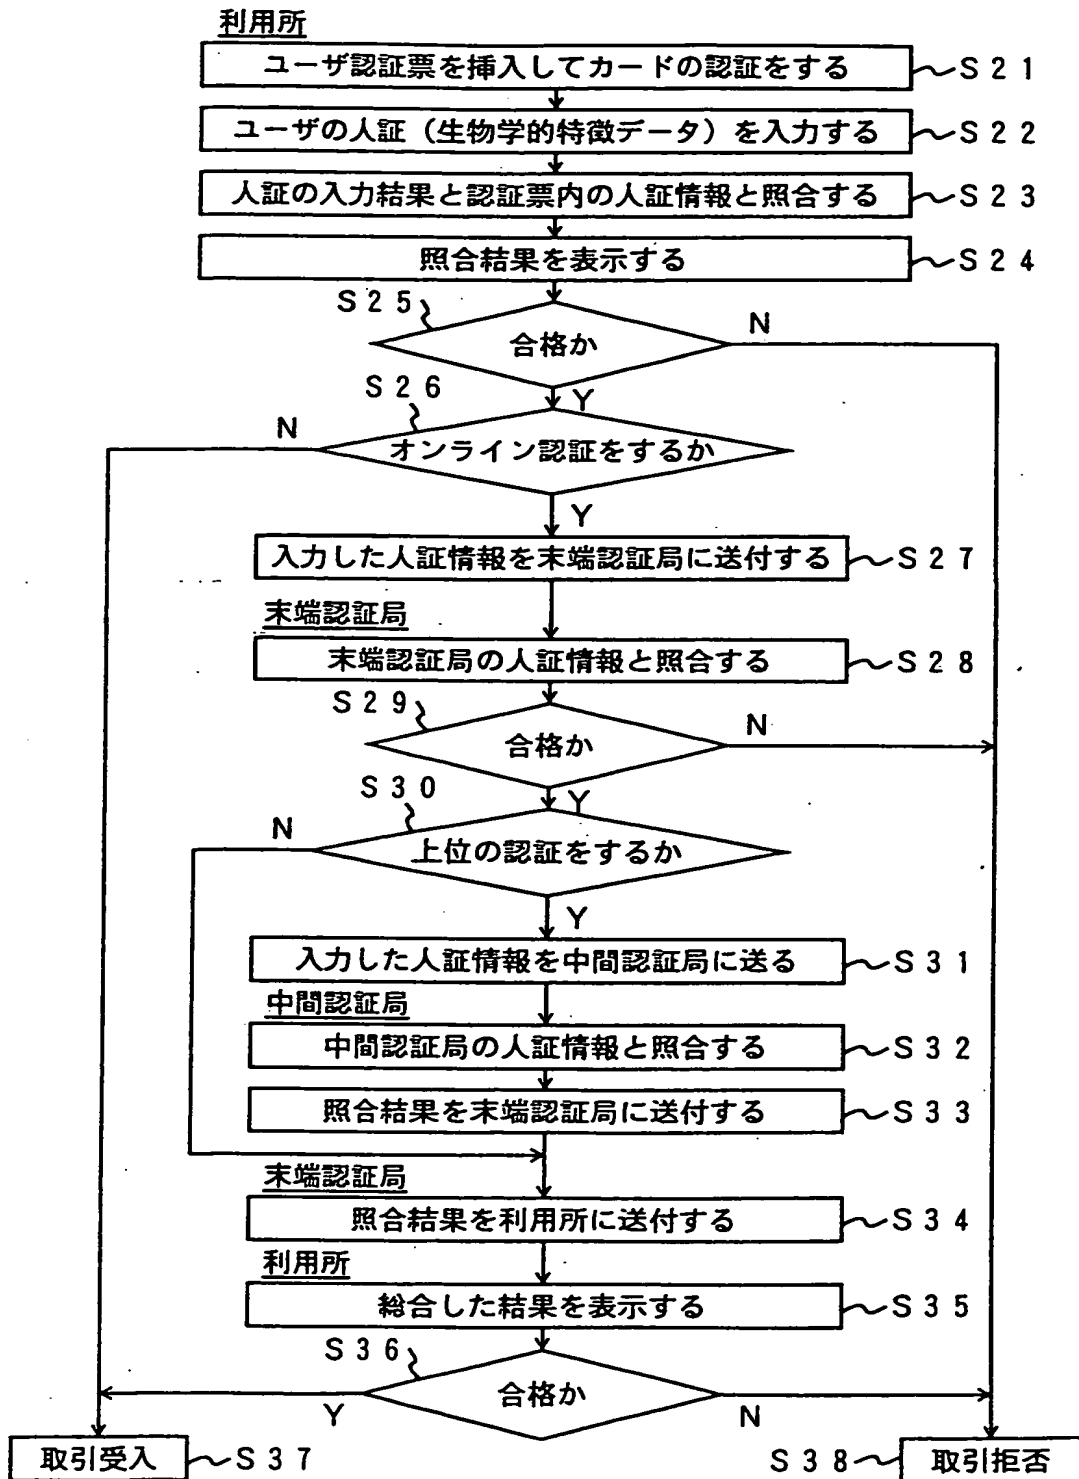 利用所
ユーザ認証票を挿入してカードの認証をする S21
ユーザの人証（生物学的特徴データ）を入力する S22
人証の入力結果と認証票内の人証情報と照合する S23
照合結果を表示する S24
S25
合格か
N
Y
S26
N
オンライン認証をするか
Y
入力した人証情報を末端認証局に送付する S27
末端認証局
末端認証局の人証情報と照合する S28
S29
合格か
N
Y
S30
N
上位の認証をするか
Y
入力した人証情報を中間認証局に送る S31
中間認証局
中間認証局の人証情報と照合する S32
照合結果を末端認証局に送付する S33
末端認証局
照合結果を利用所に送付する S34
利用所
総合した結果を表示する S35
S36
合格か
Y
N
取引受入 S37
S38 取引拒否